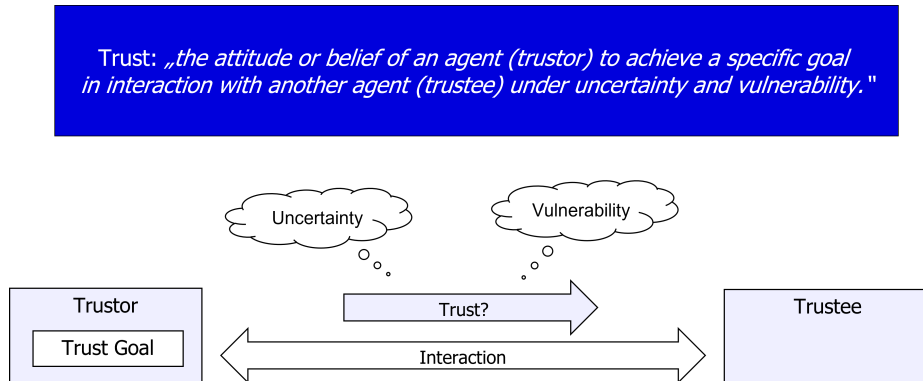 Trust: „the attitude or belief of an agent (trustor) to achieve a specific goal
in interaction with another agent (trustee) under uncertainty and vulnerability."
Uncertainty
Vulnerability
Trustor
Trust Goal
Trust?
Interaction
Trustee